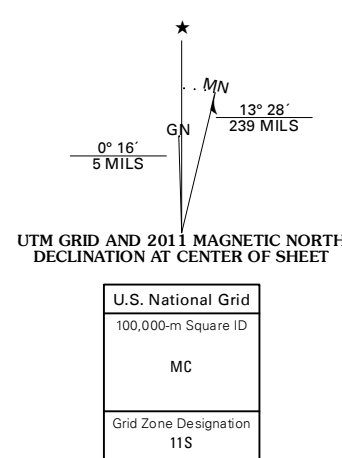 MN
GN
13° 28´
239 MILS
0° 16´
5 MILS
UTM GRID AND 2011 MAGNETIC NORTH
DECLINATION AT CENTER OF SHEET
U.S. National Grid
100,000-m Square ID
MC
Grid Zone Designation
11S